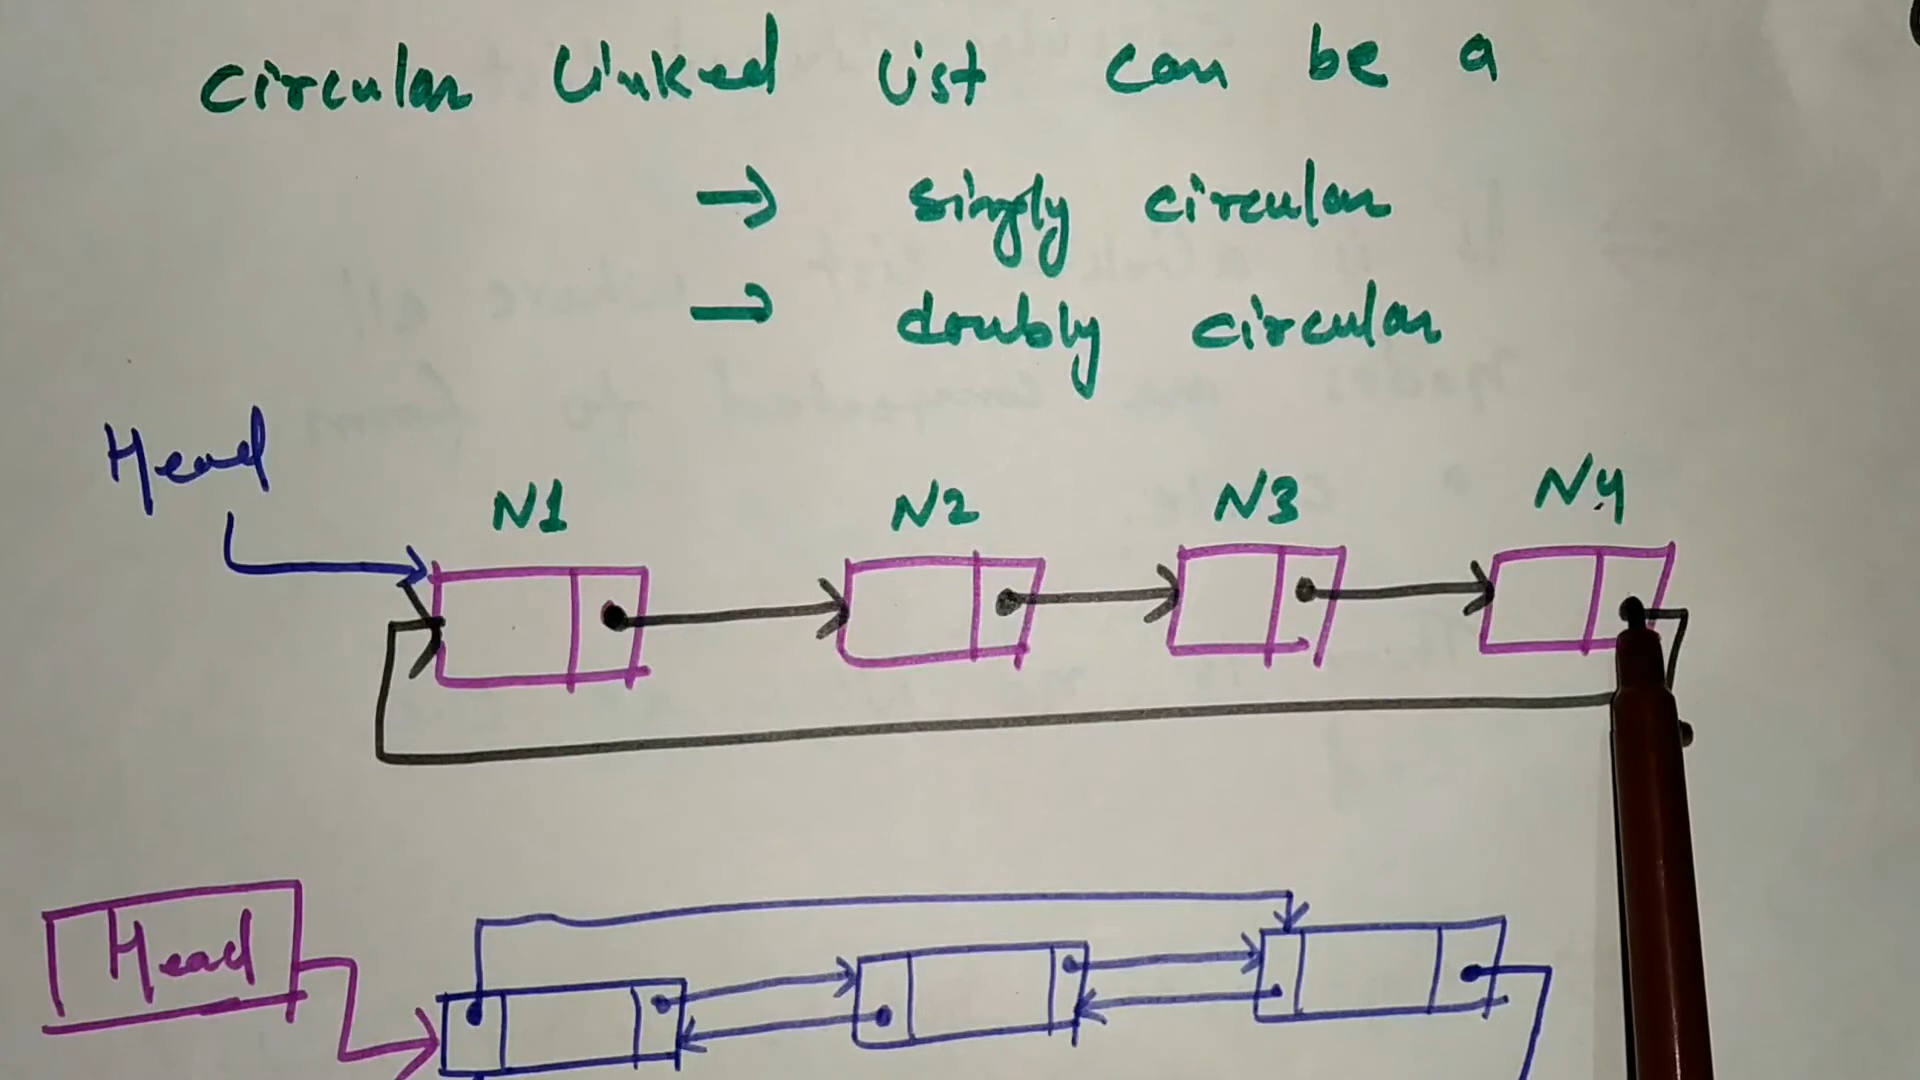 circular linked list can be a
→ singly circular
→ doubly circular
Head
N1 N2 N3 N4
Head